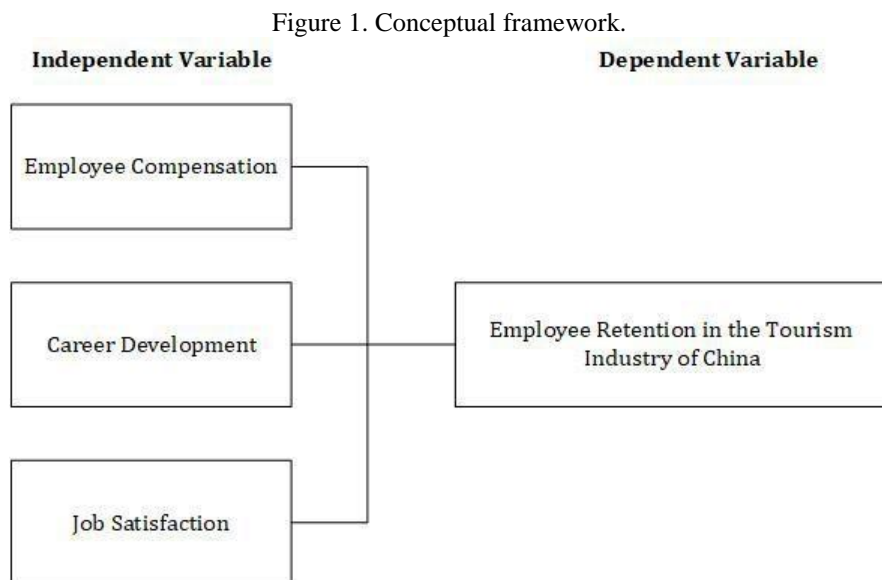 Figure 1. Conceptual framework.
Independent Variable
Dependent Variable
Employee Compensation
Career Development
Employee Retention in the Tourism
Industry of China
Job Satisfaction